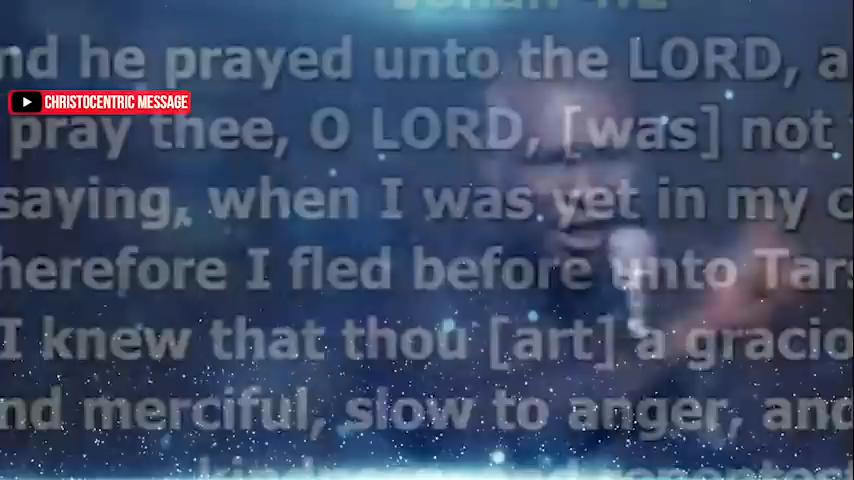 nd he prayed unto the LORD, a
CHRISTOCENTRIC MESSAGE
pray thee, O LORD, [was] not
saying, when I was yet in my c
herefore I fled before unto Tars
I knew that thou [art] a gracio
nd merciful, slow to anger, and